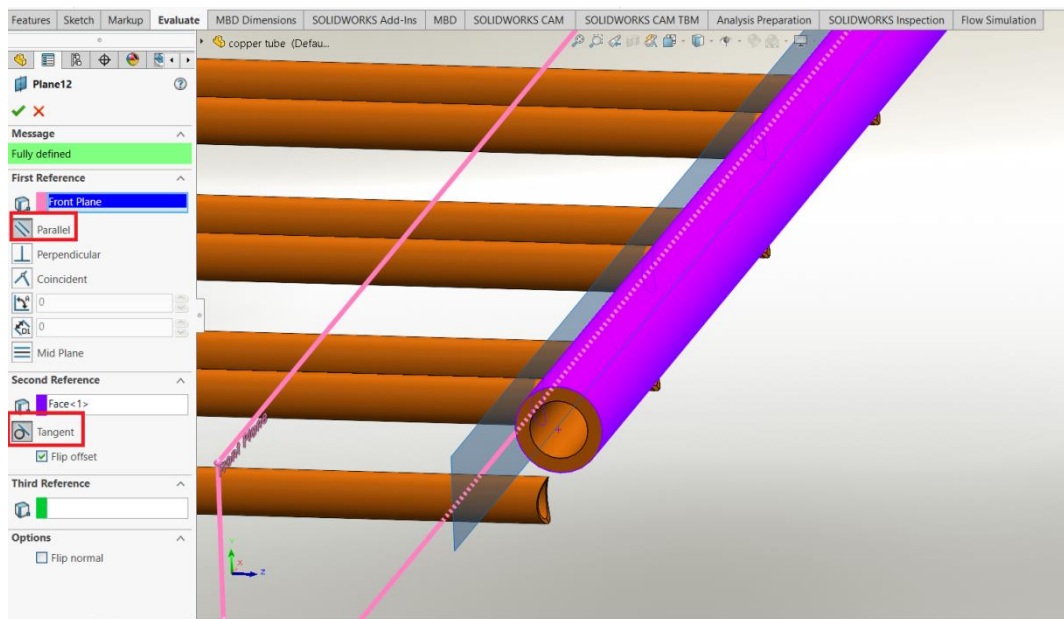 Features Sketch Markup Evaluate MBD Dimensions SOLIDWORKS Add-Ins MBD SOLIDWORKS CAM SOLIDWORKS CAM TBM Analysis Preparation SOLIDWORKS Inspection Flow Simulation
copper tube (Defau...
Plane12
Message
Fully defined
First Reference
Front Plane
Parallel
Perpendicular
Coincident
0
0
Mid Plane
Second Reference
Face<1>
Tangent
Flip offset
Third Reference
Options
Flip normal
Front Plane
Y
X
Z